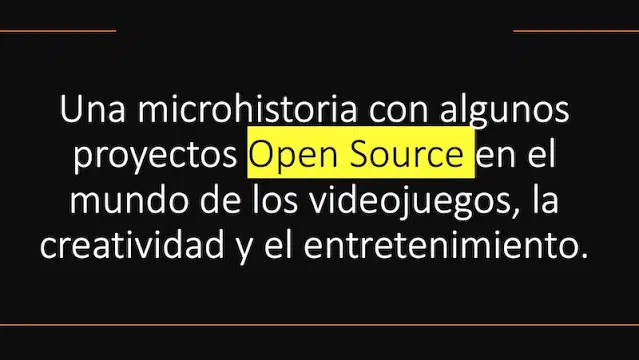 Una microhistoria con algunos
proyectos Open Source en el
mundo de los videojuegos, la
creatividad y el entretenimiento.